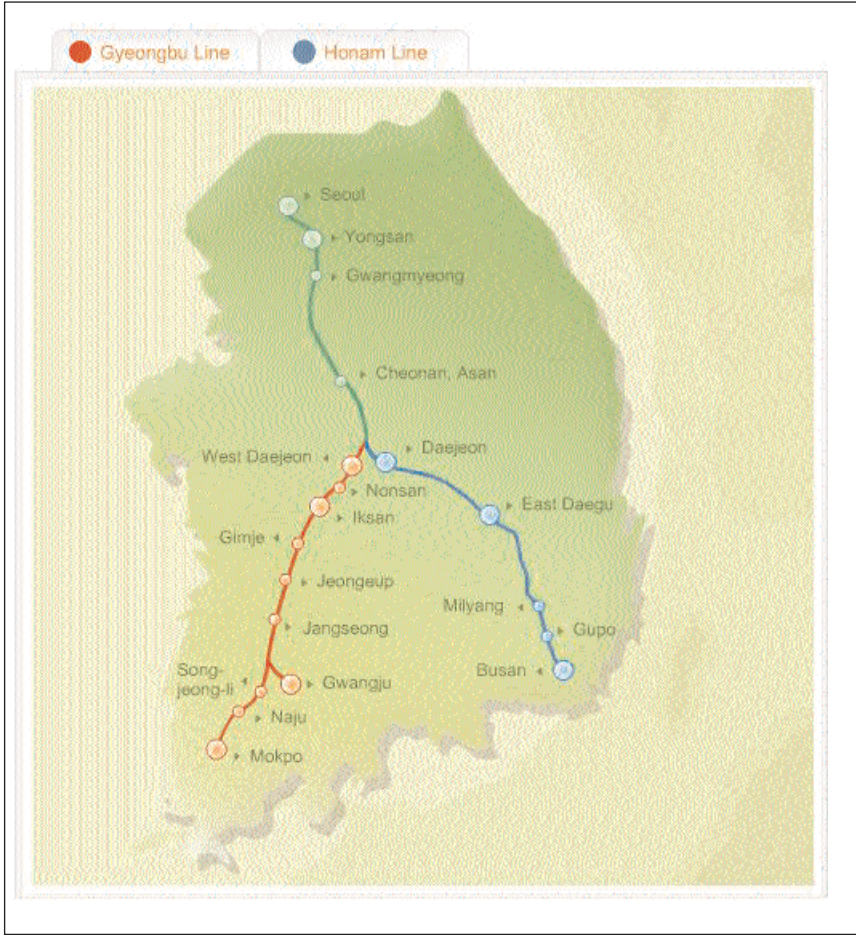 Gyeongbu Line
Honam Line
Seoul
Yongsan
Gwangmyeong
Cheonan, Asan
West Daejeon
Daejeon
Nonsan
Iksan
East Daegu
Gimje
Jeongeup
Milyang
Jangseong
Gupo
Song-
jeong-li
Gwangju
Busan
Naju
Mokpo